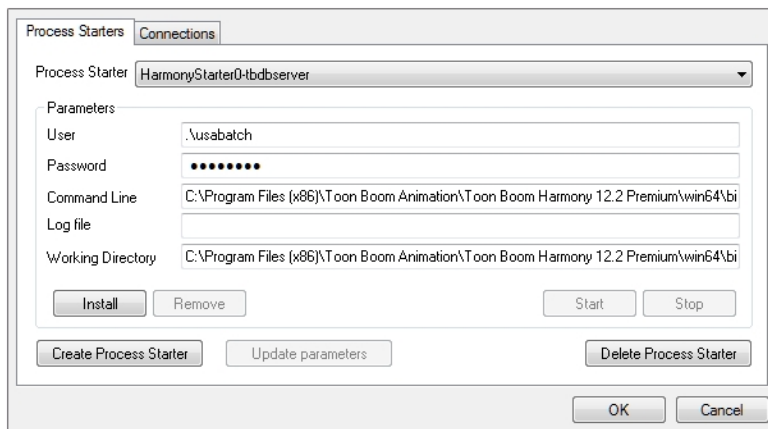 Process Starters Connections
Process Starter HarmonyStarter0-tbdbserver
Parameters
User .\usabatch
Password ●●●●●●●●
Command Line C:\Program Files (x86)\Toon Boom Animation\Toon Boom Harmony 12.2 Premium\win64\bi
Log file
Working Directory C:\Program Files (x86)\Toon Boom Animation\Toon Boom Harmony 12.2 Premium\win64\bi
Install Remove Start Stop
Create Process Starter Update parameters Delete Process Starter
OK Cancel